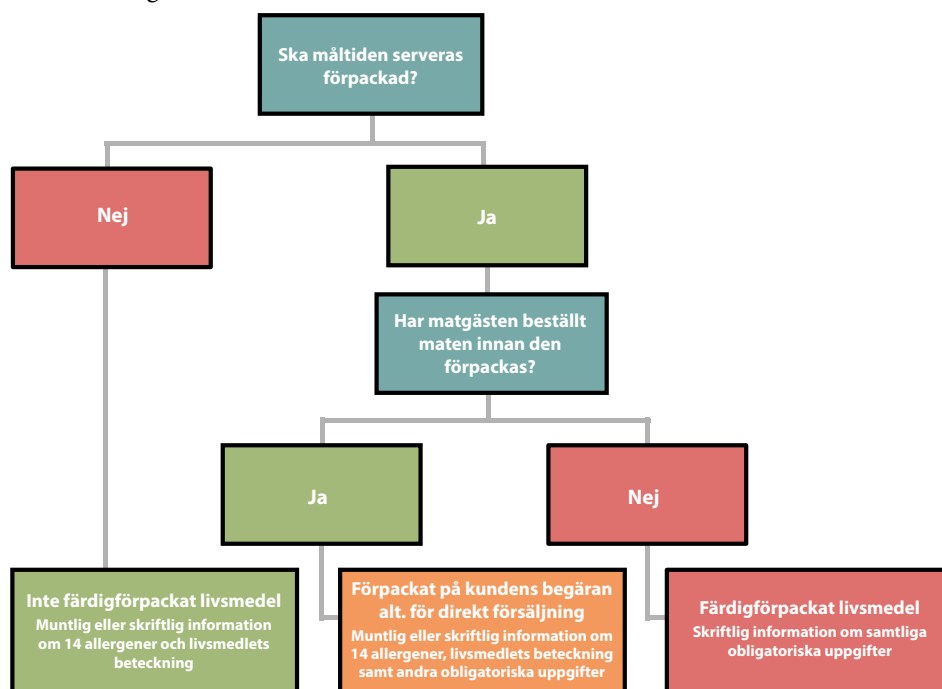 Ska måltiden serveras
förpackad?
Nej
Ja
Har matgästen beställt
maten innan den
förpackas?
Ja
Nej
Inte färdigförpackat livsmedel
Muntlig eller skriftlig information
om 14 allergener och livsmedlets
beteckning
Förpackat på kundens begäran
alt. för direkt försäljning
Muntlig eller skriftlig information om
14 allergener, livsmedlets beteckning
samt andra obligatoriska uppgifter
Färdigförpackat livsmedel
Skriftlig information om samtliga
obligatoriska uppgifter